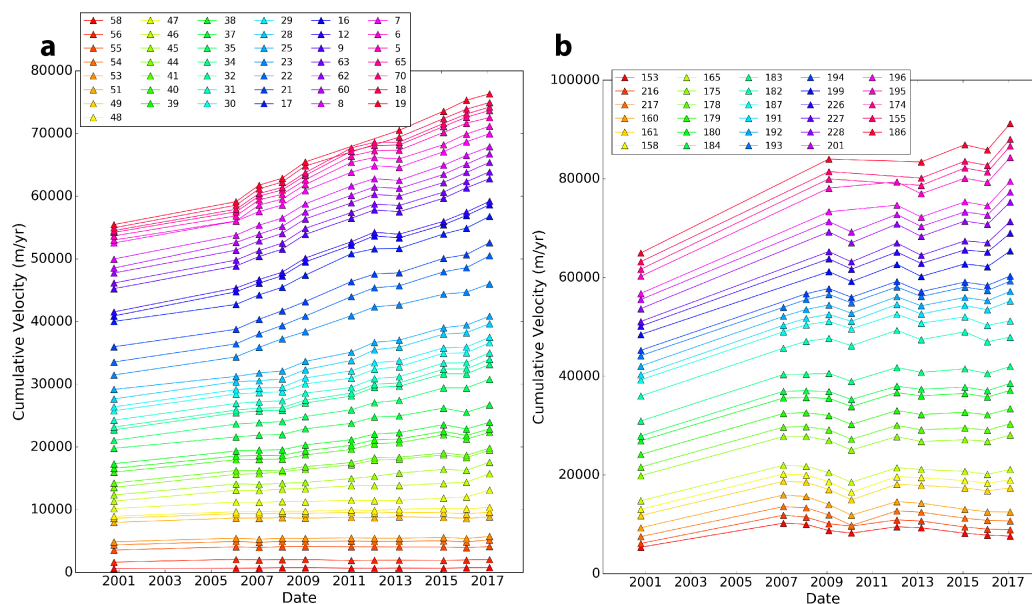 a
58 47 38 29 16 7
56 46 37 28 12 6
55 45 35 25 9 5
54 44 34 23 63 65
53 41 32 22 62 70
51 40 31 21 60 18
49 39 30 17 8 19
48
80000
70000
60000
50000
40000
30000
20000
10000
0
Cumulative Velocity (m/yr)
2001 2003 2005 2007 2009 2011 2013 2015 2017
Date
b
153 165 183 194 196
216 175 182 199 195
217 178 187 226 174
160 179 191 227 155
161 180 192 228 186
158 184 193 201
100000
80000
60000
40000
20000
0
Cumulative Velocity (m/yr)
2001 2003 2005 2007 2009 2011 2013 2015 2017
Date